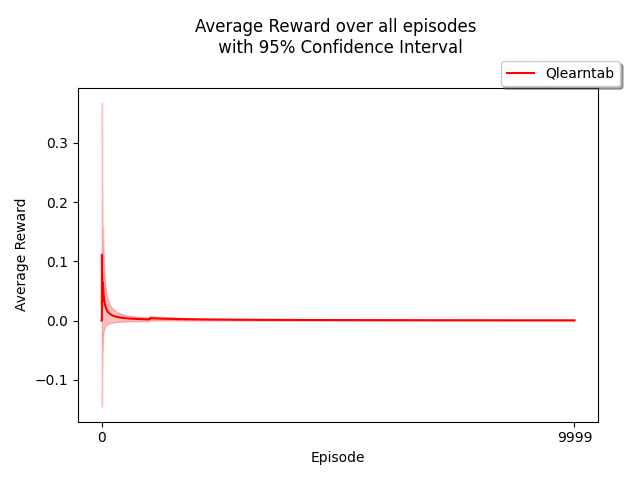 Average Reward over all episodes
with 95% Confidence Interval
Qlearntab
0.3
0.2
0.1
0.0
−0.1
Average Reward
0
9999
Episode